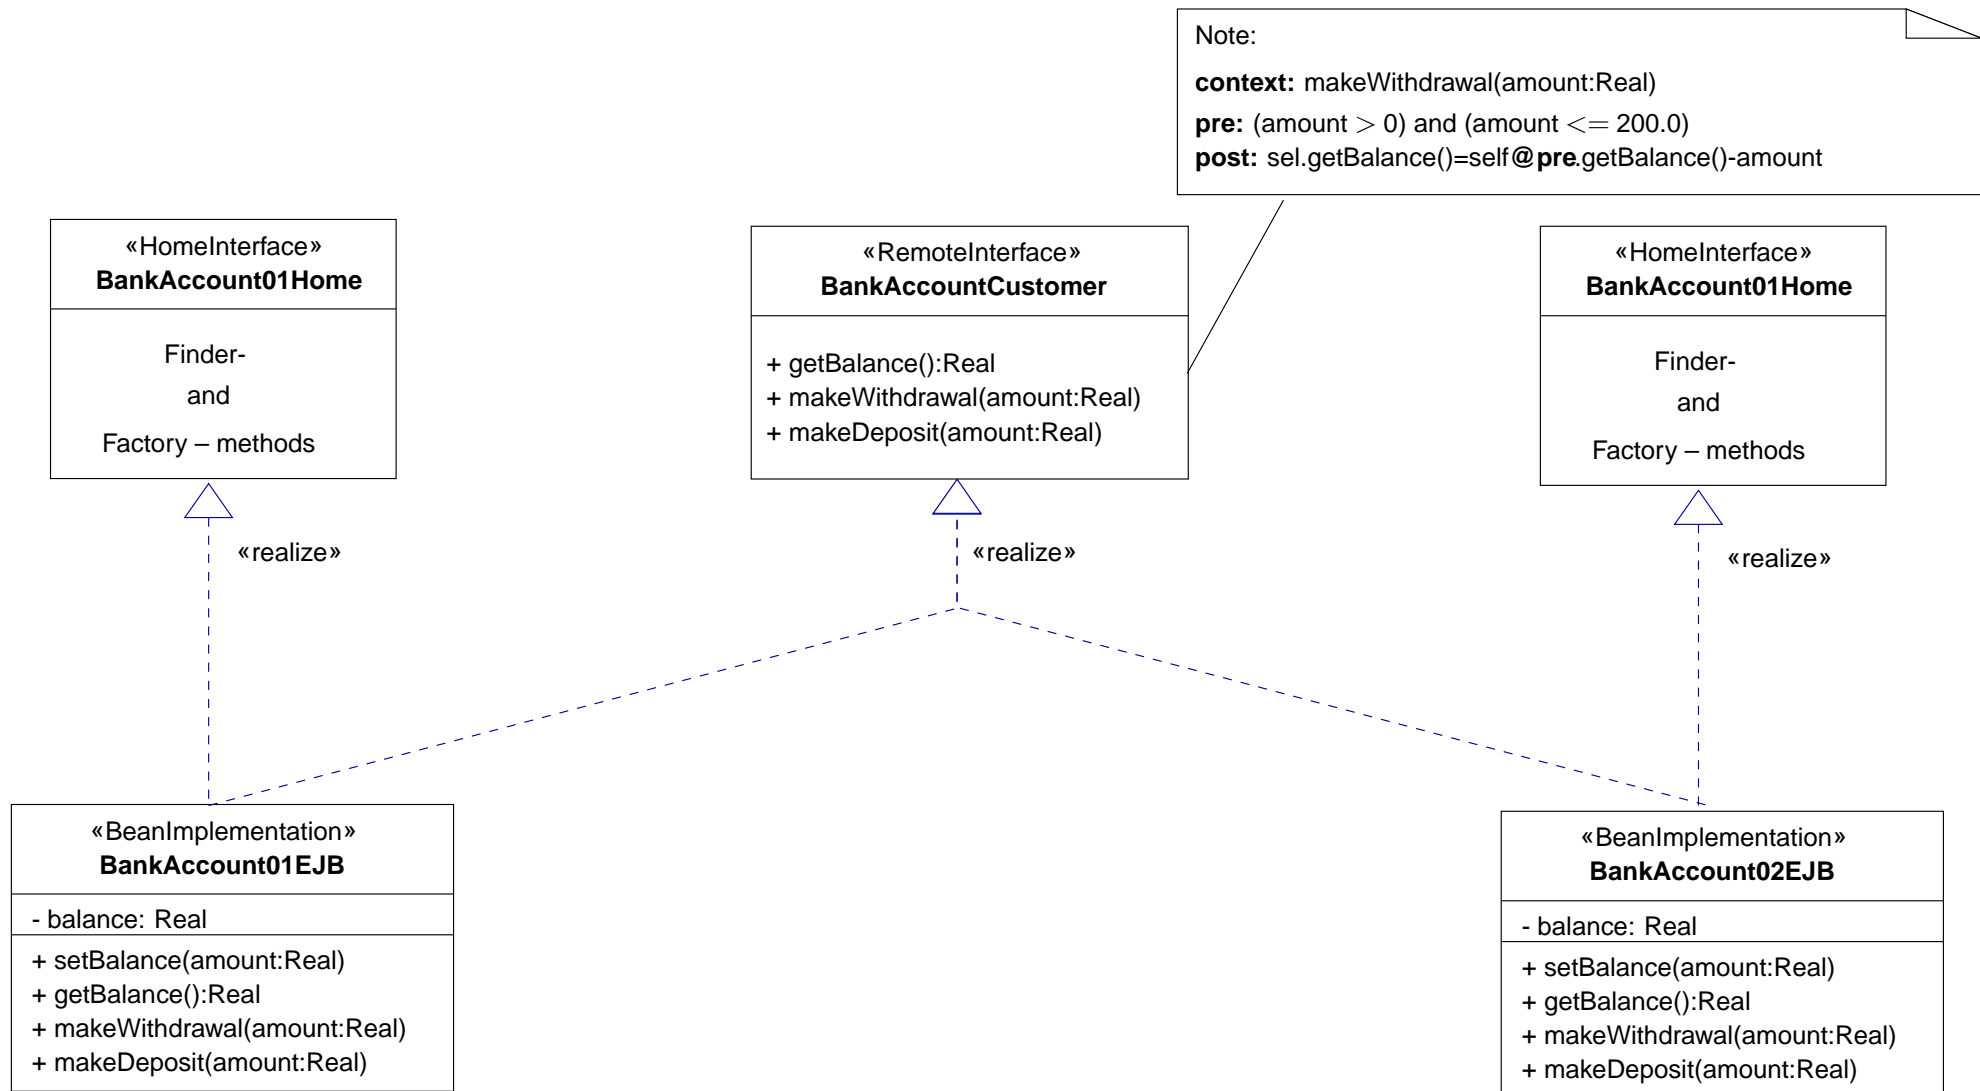 Note:
context: makeWithdrawal(amount:Real)
pre: (amount > 0) and (amount <= 200.0)
post: sel.getBalance()=self@pre.getBalance()-amount
«HomeInterface»
BankAccount01Home
Finder-
and
Factory – methods
«RemoteInterface»
BankAccountCustomer
+ getBalance():Real
+ makeWithdrawal(amount:Real)
+ makeDeposit(amount:Real)
«HomeInterface»
BankAccount01Home
Finder-
and
Factory – methods
«realize»
«realize»
«realize»
«BeanImplementation»
BankAccount01EJB
- balance: Real
+ setBalance(amount:Real)
+ getBalance():Real
+ makeWithdrawal(amount:Real)
+ makeDeposit(amount:Real)
«BeanImplementation»
BankAccount02EJB
- balance: Real
+ setBalance(amount:Real)
+ getBalance():Real
+ makeWithdrawal(amount:Real)
+ makeDeposit(amount:Real)